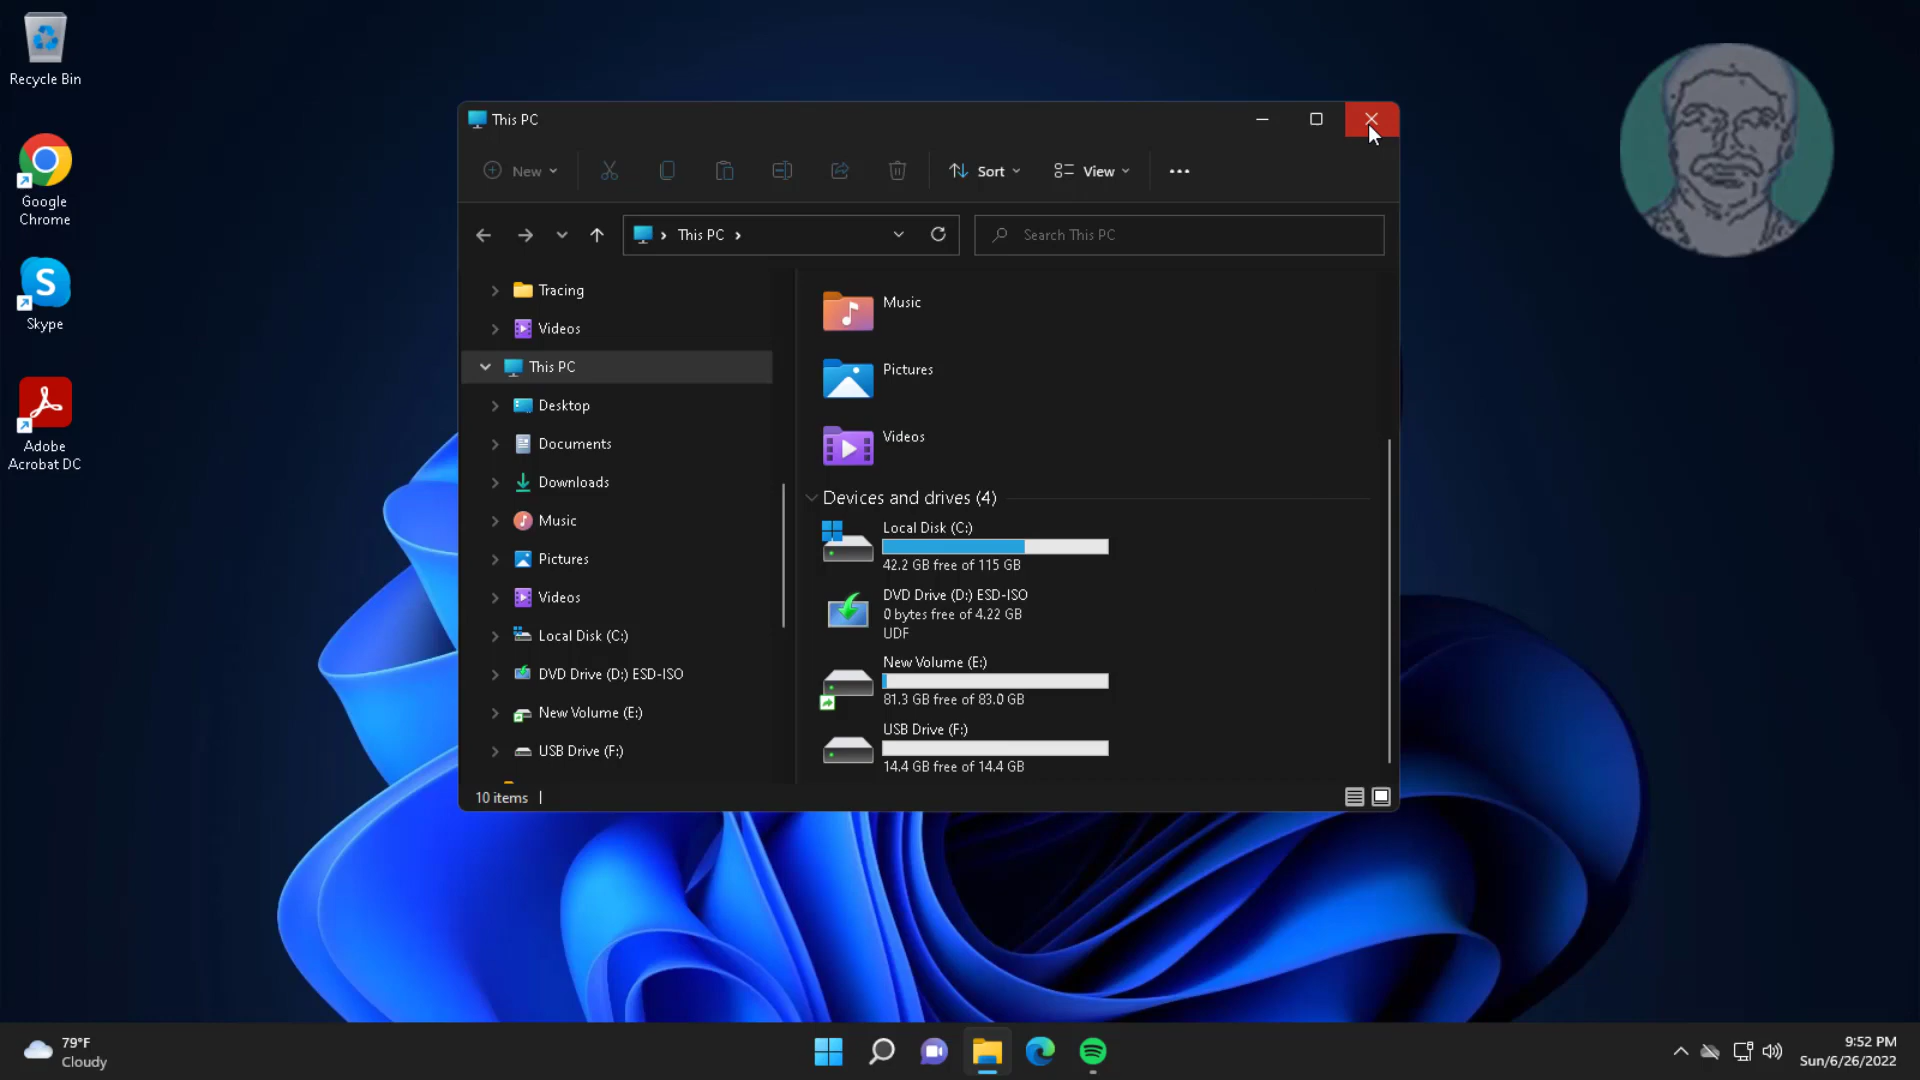 Recycle Bin
Google
Chrome
Skype
Adobe
Acrobat DC
This PC
New
Sort
View
This PC
Search This PC
Tracing
Videos
This PC
Desktop
Documents
Downloads
Music
Pictures
Videos
Local Disk (C:)
DVD Drive (D:) ESD-ISO
New Volume (E:)
USB Drive (F:)
Music
Pictures
Videos
Devices and drives (4)
Local Disk (C:)
42.2 GB free of 115 GB
DVD Drive (D:) ESD-ISO
0 bytes free of 4.22 GB
UDF
New Volume (E:)
81.3 GB free of 83.0 GB
USB Drive (F:)
14.4 GB free of 14.4 GB
10 items
79°F
Cloudy
9:52 PM
Sun/6/26/2022